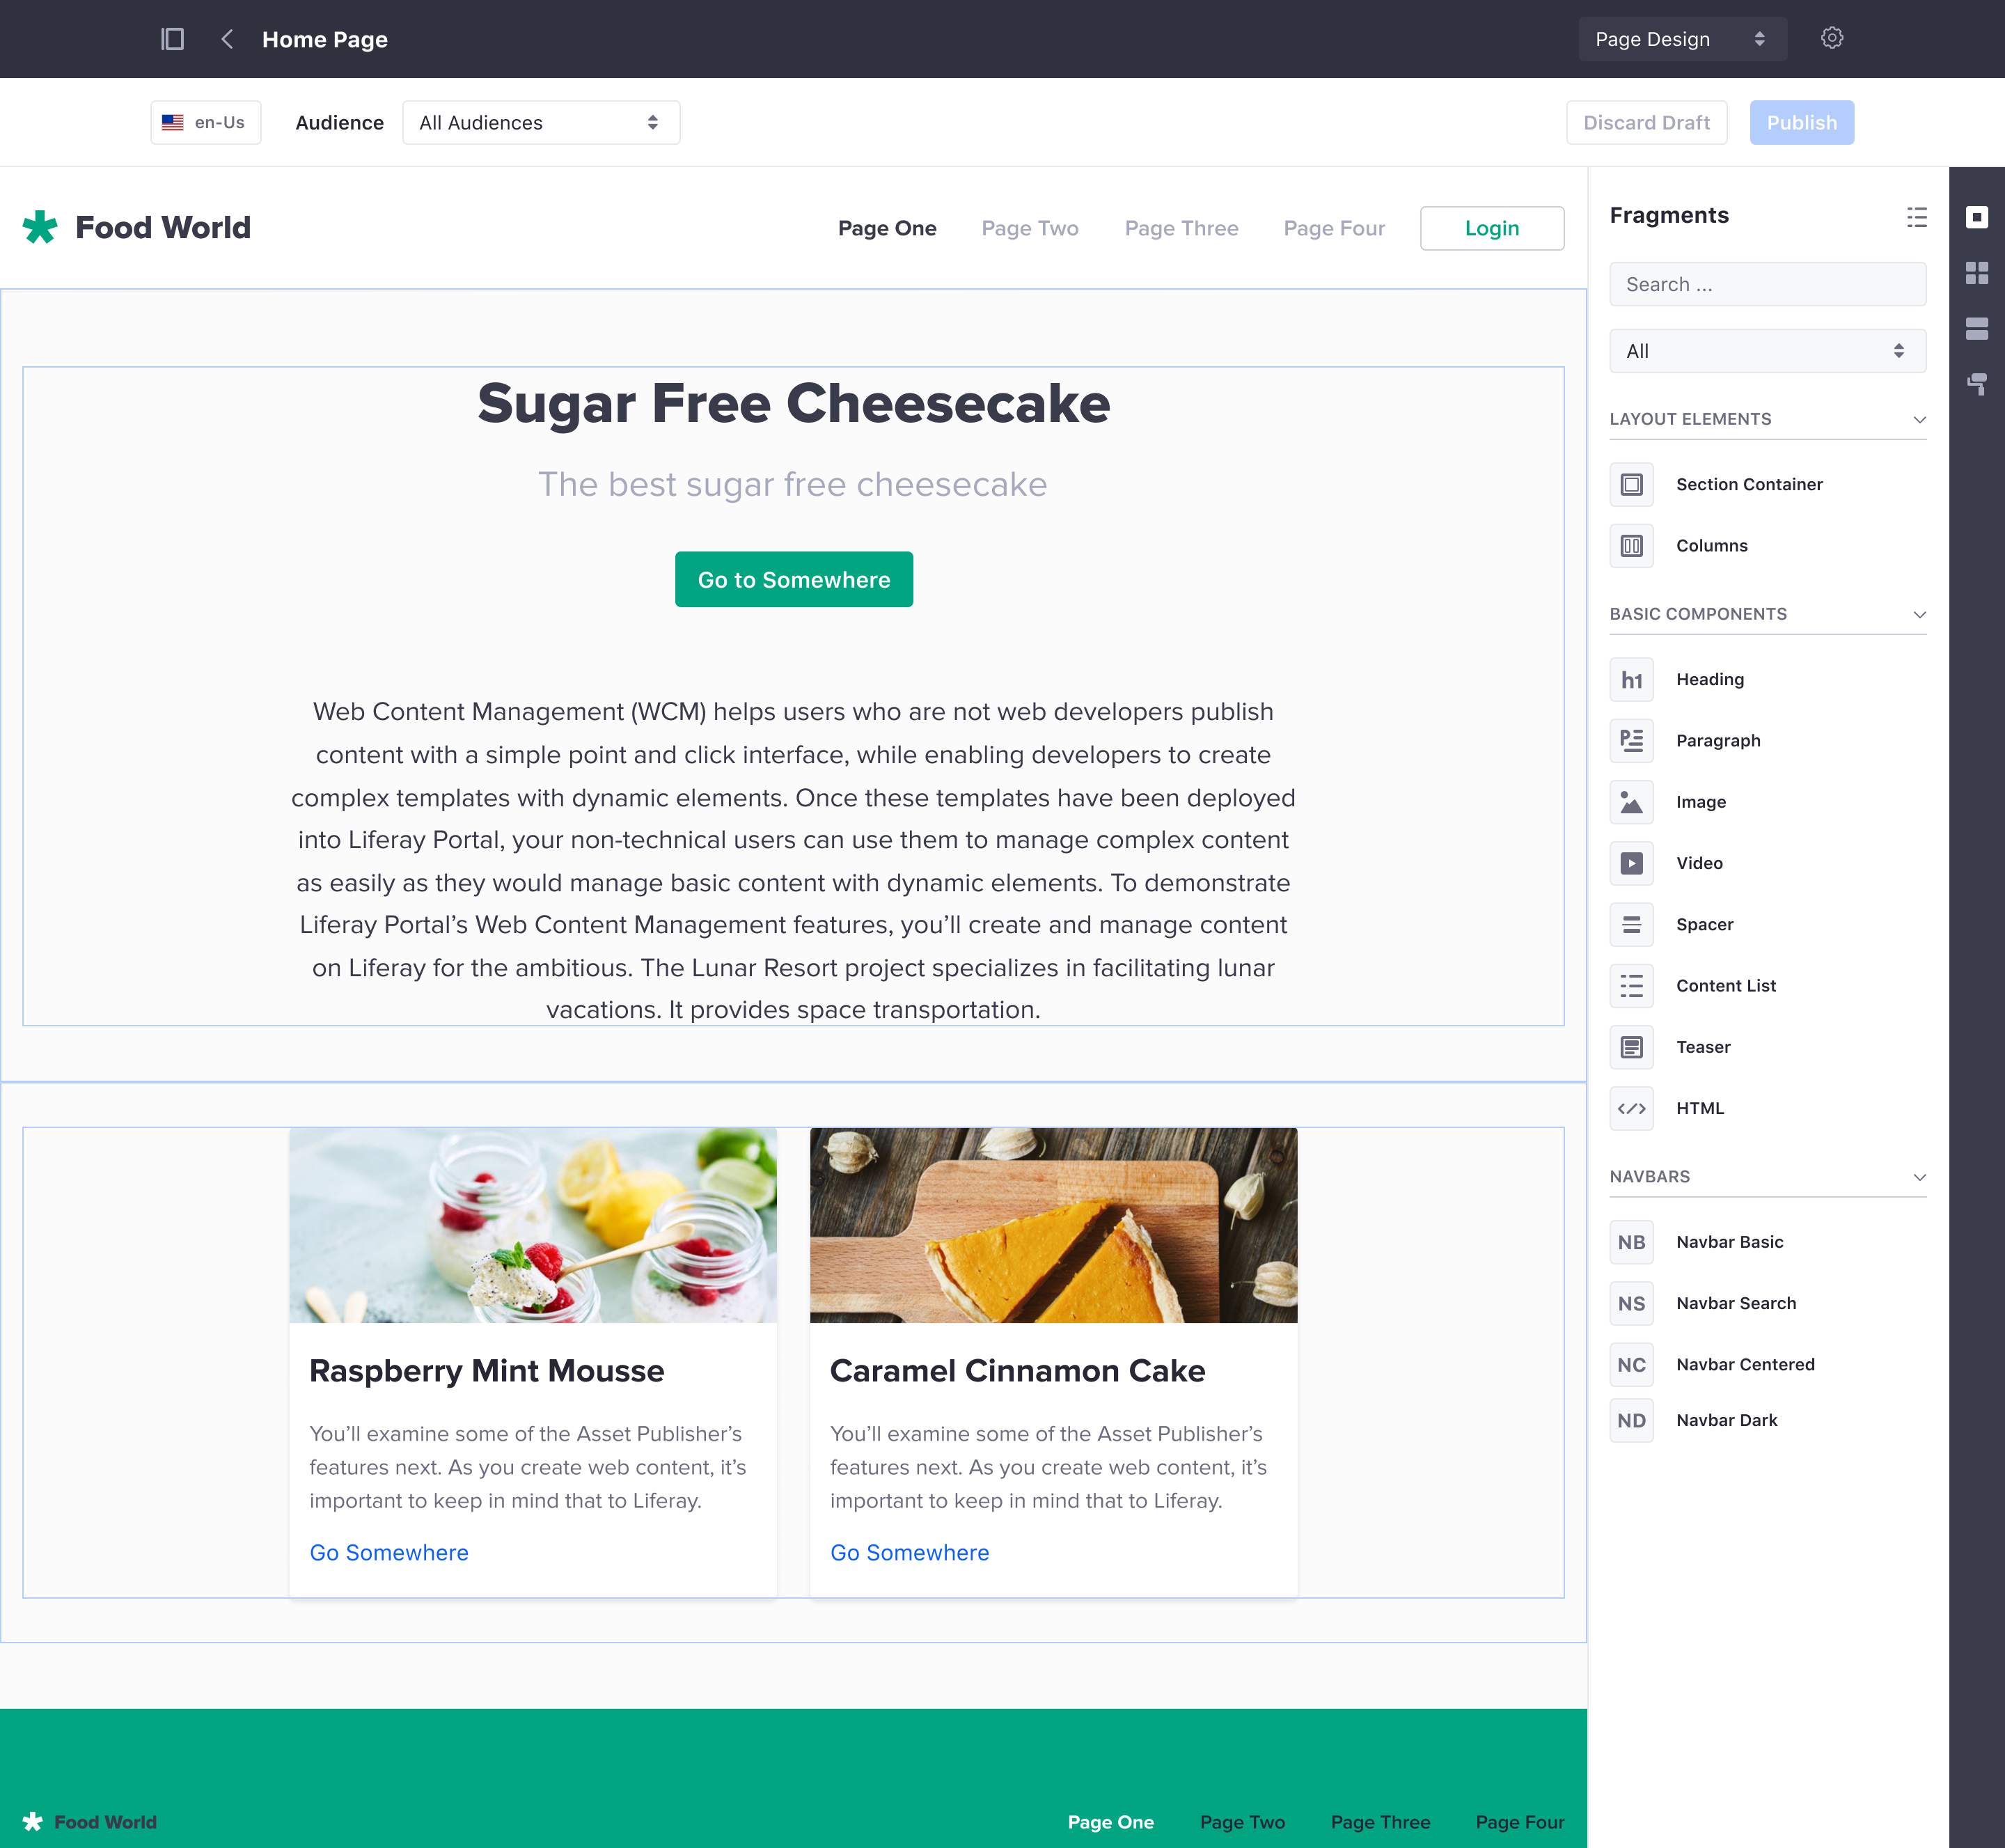 Home Page
Page Design
en-Us
Audience
All Audiences
Discard Draft
Publish
Food World
Page One
Page Two
Page Three
Page Four
Login
Sugar Free Cheesecake
The best sugar free cheesecake
Go to Somewhere
Web Content Management (WCM) helps users who are not web developers publish
content with a simple point and click interface, while enabling developers to create
complex templates with dynamic elements. Once these templates have been deployed
into Liferay Portal, your non-technical users can use them to manage complex content
as easily as they would manage basic content with dynamic elements. To demonstrate
Liferay Portal’s Web Content Management features, you’ll create and manage content
on Liferay for the ambitious. The Lunar Resort project specializes in facilitating lunar
vacations. It provides space transportation.
Raspberry Mint Mousse
You’ll examine some of the Asset Publisher’s
features next. As you create web content, it’s
important to keep in mind that to Liferay.
Go Somewhere
Caramel Cinnamon Cake
You’ll examine some of the Asset Publisher’s
features next. As you create web content, it’s
important to keep in mind that to Liferay.
Go Somewhere
Food World
Page One
Page Two
Page Three
Page Four
Fragments
Search ...
All
LAYOUT ELEMENTS
Section Container
Columns
BASIC COMPONENTS
h1 Heading
Paragraph
Image
Video
Spacer
Content List
Teaser
HTML
NAVBARS
NB Navbar Basic
NS Navbar Search
NC Navbar Centered
ND Navbar Dark